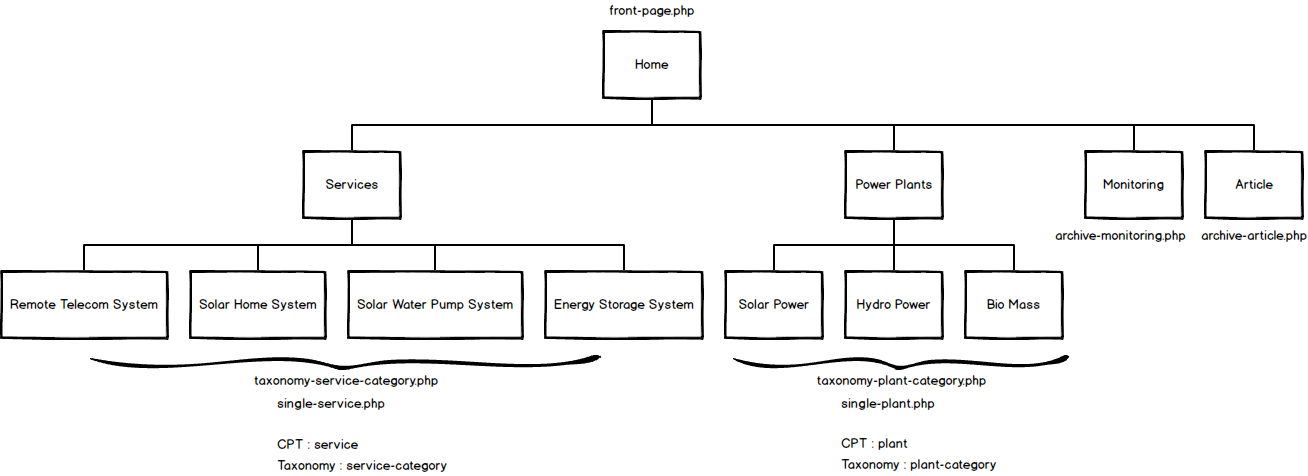 front-page.php
Home
Services
Power Plants
Monitoring
Article
archive-monitoring.php
archive-article.php
Remote Telecom System
Solar Home System
Solar Water Pump System
Energy Storage System
Solar Power
Hydro Power
Bio Mass
taxonomy-service-category.php
single-service.php
CPT : service
Taxonomy : service-category
taxonomy-plant-category.php
single-plant.php
CPT : plant
Taxonomy : plant-category